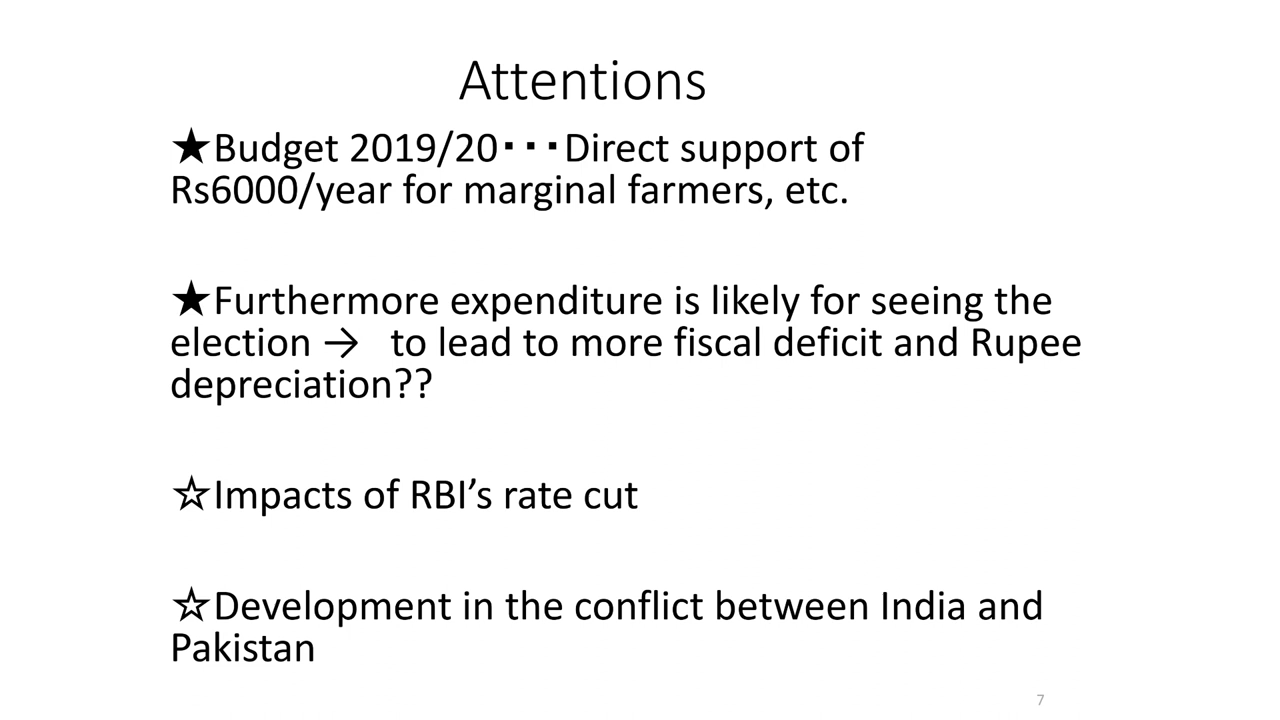 Attentions
★Budget 2019/20･･･Direct support of
Rs6000/year for marginal farmers, etc.
★Furthermore expenditure is likely for seeing the
election → to lead to more fiscal deficit and Rupee
depreciation??
☆Impacts of RBI’s rate cut
☆Development in the conflict between India and
Pakistan
7